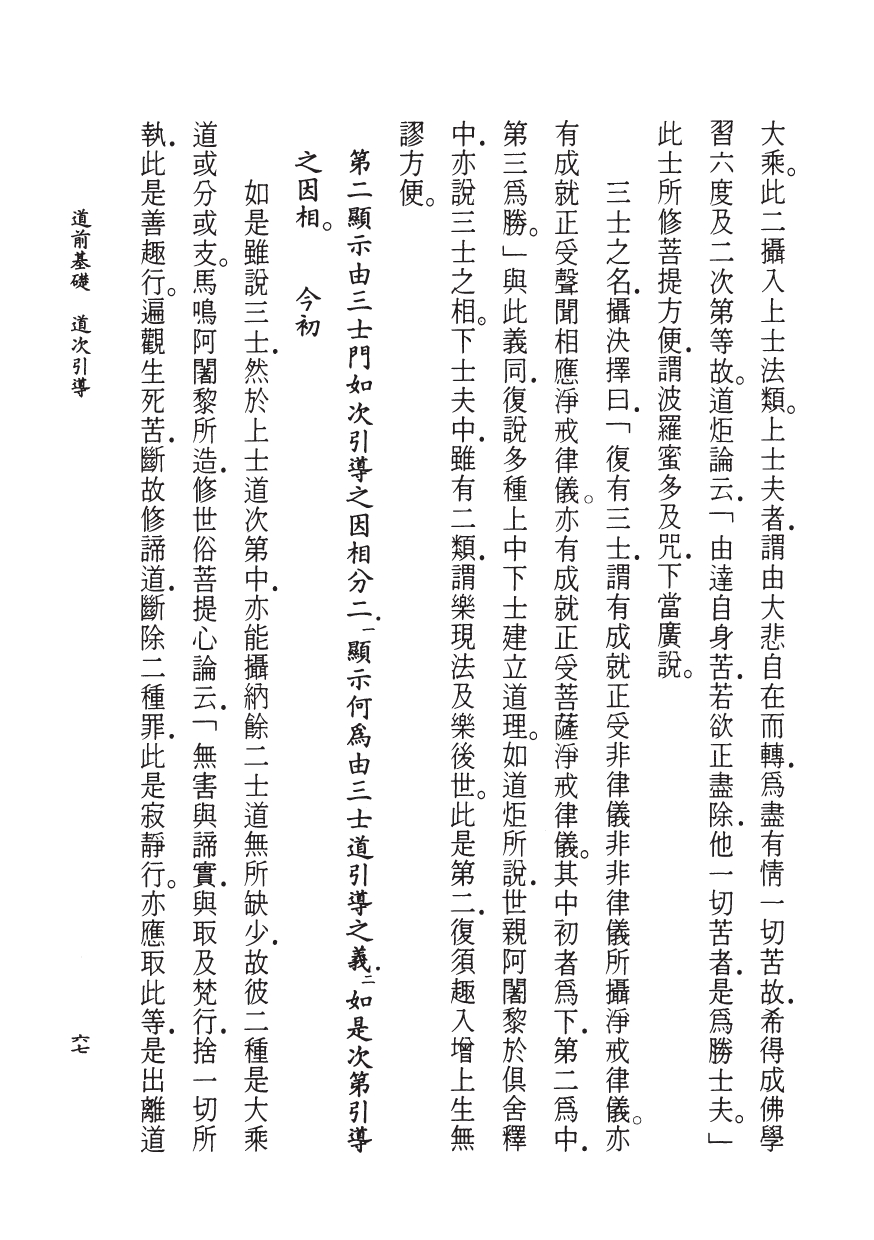 大乘。此二攝入上士法類。上士夫者．謂由大悲自在而轉．爲盡有情一切苦故．希得成佛學
習六度及二次第等故。道炬論云．「由達自身苦．若欲正盡除．他一切苦者．是爲勝士夫。」
此士所修菩提方便．謂波羅蜜多及咒．下當廣說。
三士之名．攝決擇曰．「復有三士．謂有成就正受非律儀非非律儀所攝淨戒律儀。亦
有成就正受聲聞相應淨戒律儀。亦有成就正受菩薩淨戒律儀。其中初者爲下．第二爲中．
第三爲勝。」與此義同．復說多種上中下士建立道理。如道炬所說．世親阿闍黎於俱舍釋
中．亦說三士之相。下士夫中．雖有二類．謂樂現法及樂後世。此是第二．復須趣入增上生無
謬方便。
第二顯示由三士門如次引導之因相分二．一顯示何爲由三士道引導之義．二如是次第引導
之因相。　今初
如是雖說三士．然於上士道次第中．亦能攝納餘二士道無所缺少．故彼二種是大乘
道或分或支。馬鳴阿闍黎所造．修世俗菩提心論云．「無害與諦實．與取及梵行．捨一切所
執．此是善趣行。遍觀生死苦．斷故修諦道．斷除二種罪．此是寂靜行。亦應取此等．是出離道
道前基礎　道次引導
六七